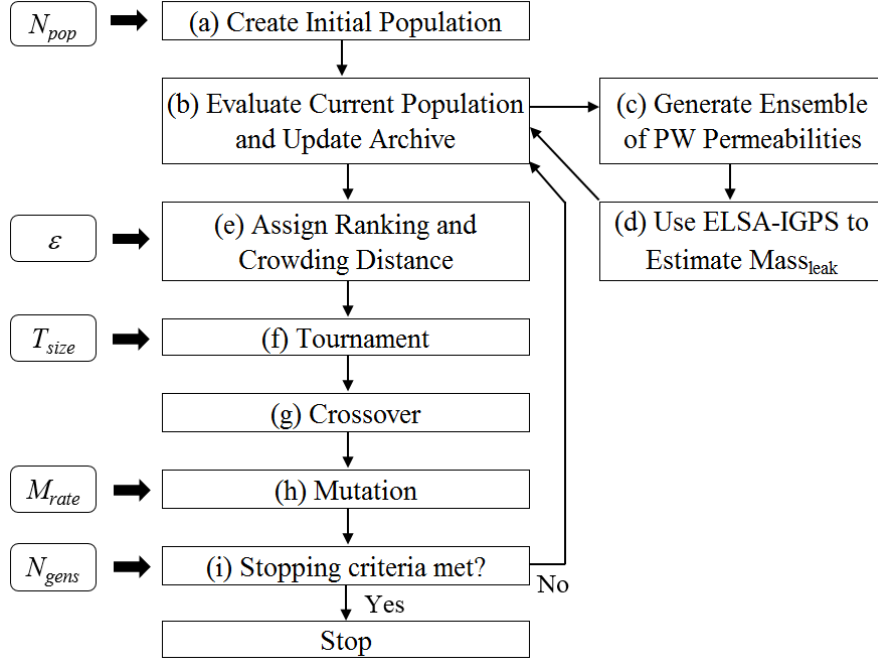 N_pop
(a) Create Initial Population
(b) Evaluate Current Population
and Update Archive
(c) Generate Ensemble
of PW Permeabilities
ε
(e) Assign Ranking and
Crowding Distance
(d) Use ELSA-IGPS to
Estimate Mass_leak
T_size
(f) Tournament
(g) Crossover
M_rate
(h) Mutation
N_gens
(i) Stopping criteria met?
No
Yes
Stop